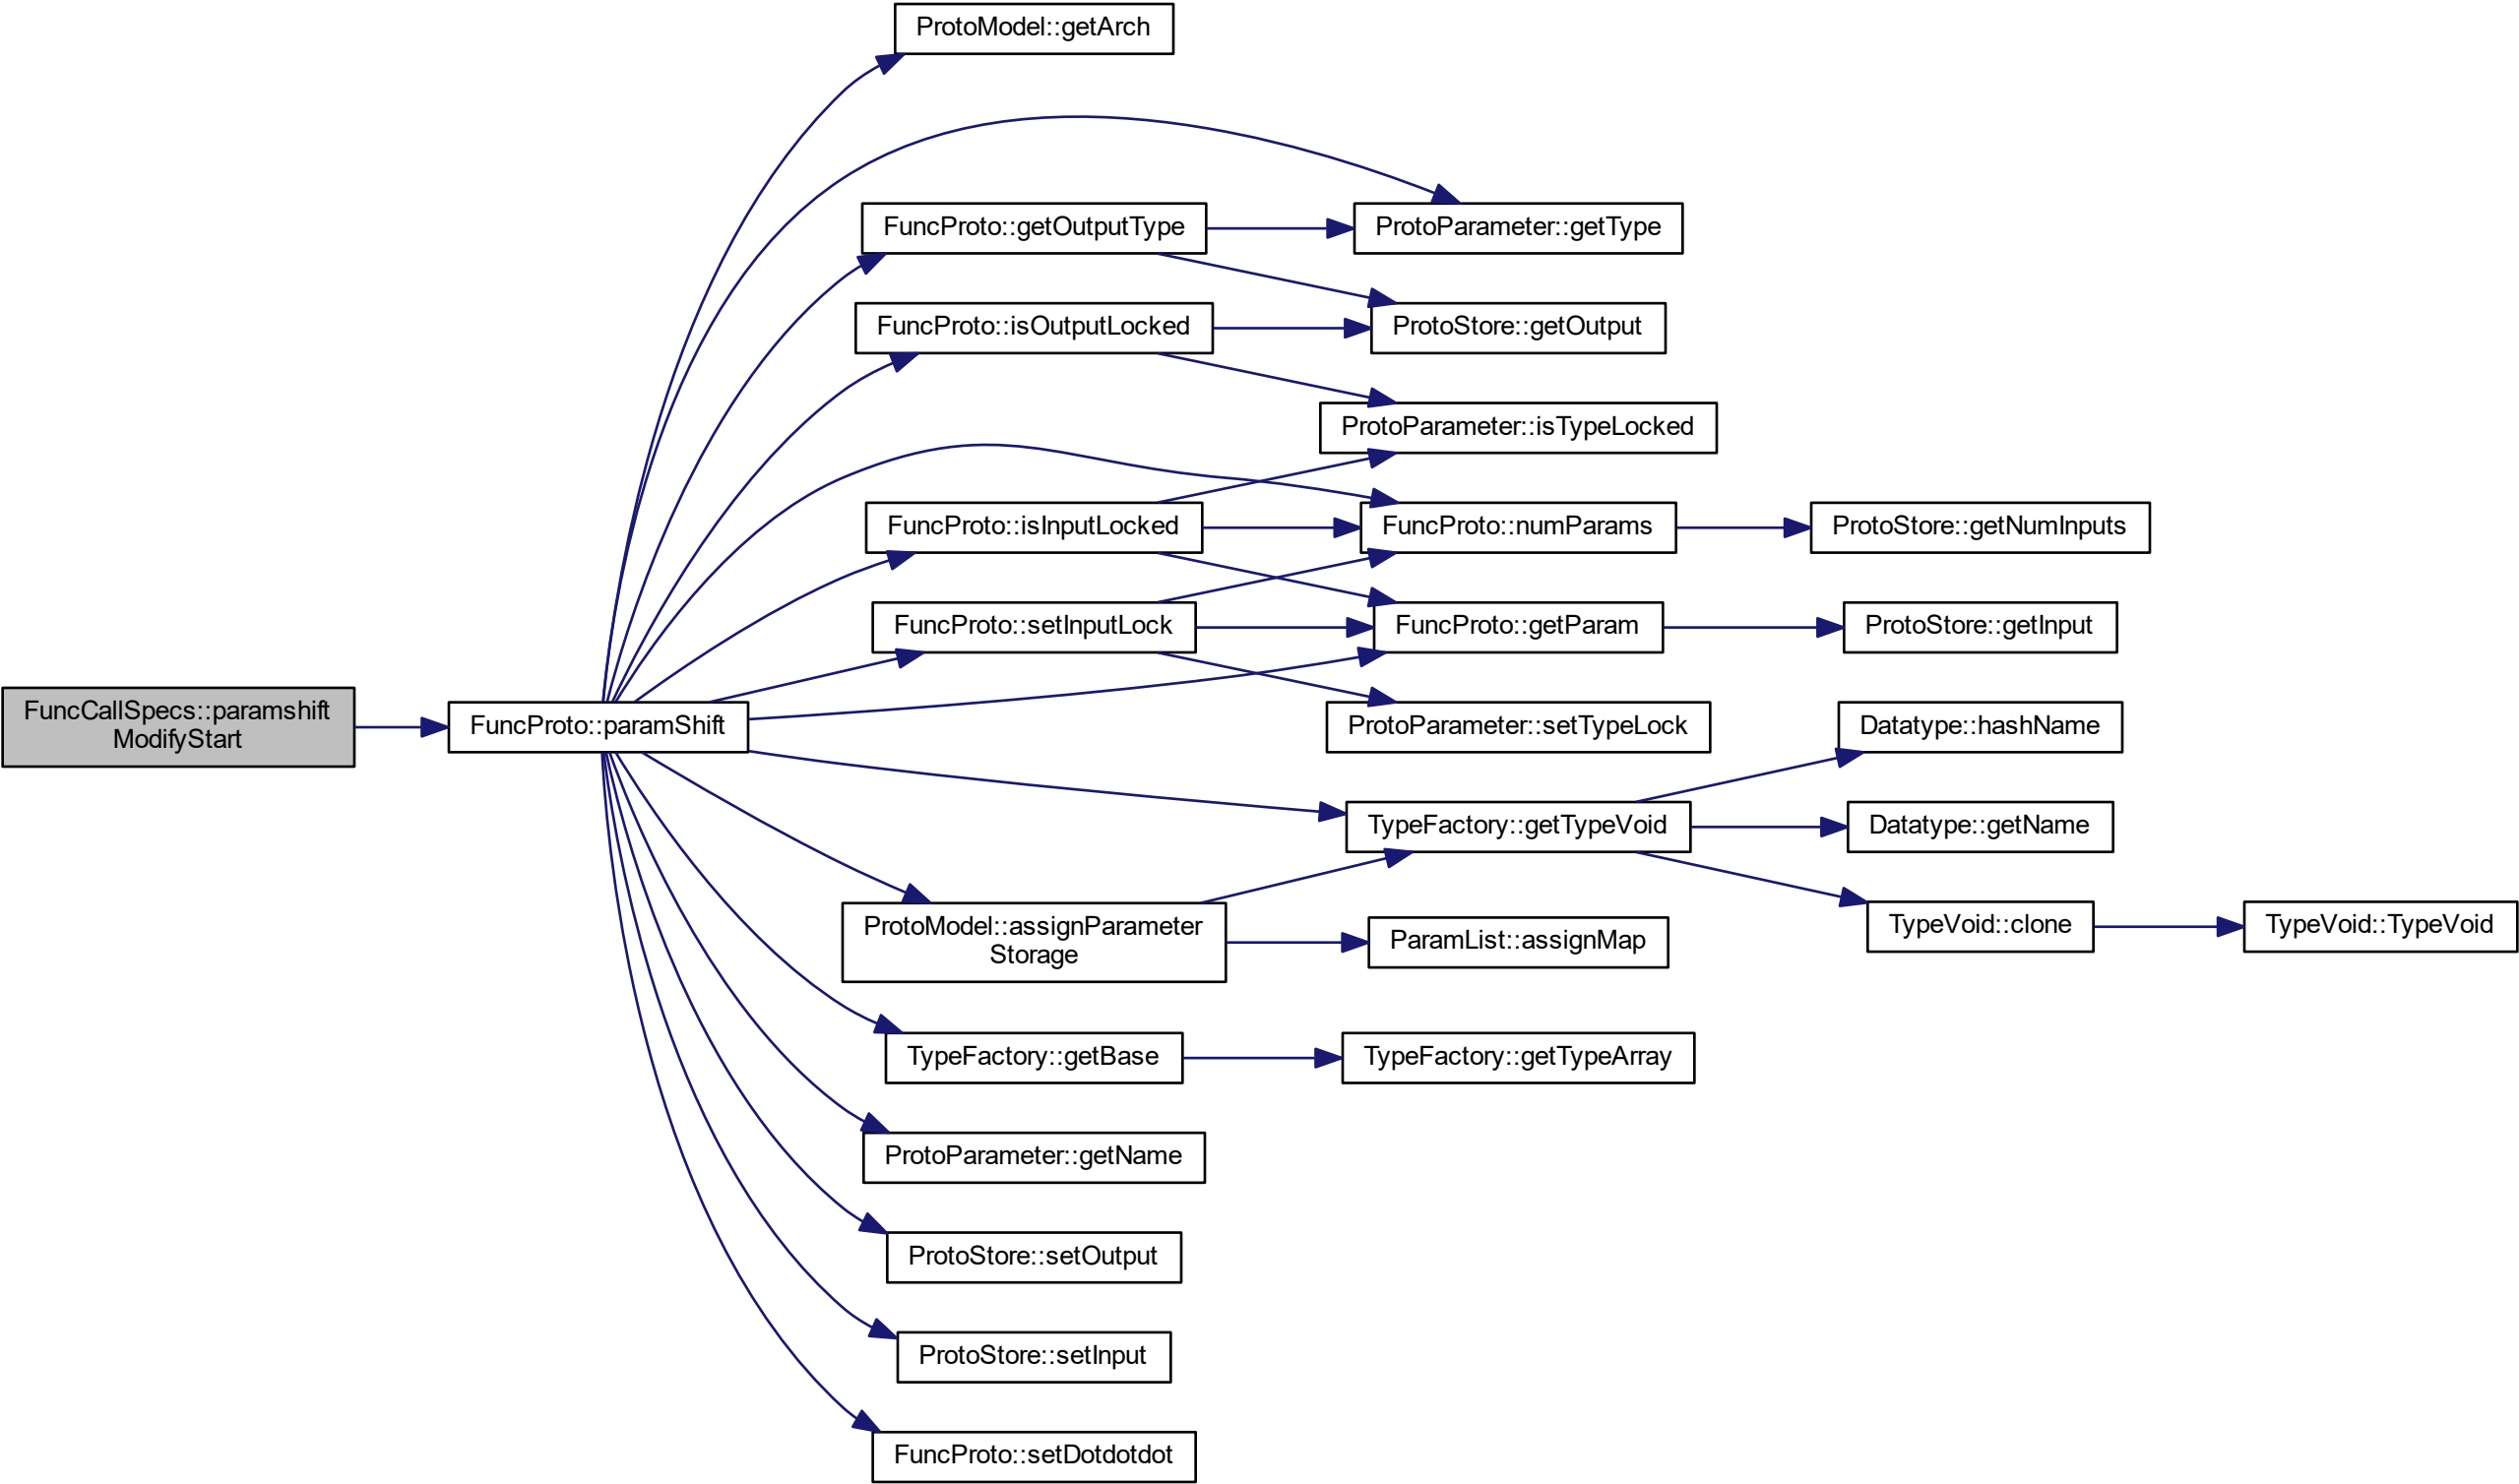 ProtoModel::getArch
FuncProto::getOutputType
ProtoParameter::getType
FuncProto::isOutputLocked
ProtoStore::getOutput
ProtoParameter::isTypeLocked
FuncProto::isInputLocked
FuncProto::numParams
ProtoStore::getNumInputs
FuncProto::setInputLock
FuncProto::getParam
ProtoStore::getInput
FuncCallSpecs::paramshift
ModifyStart
FuncProto::paramShift
ProtoParameter::setTypeLock
Datatype::hashName
TypeFactory::getTypeVoid
Datatype::getName
ProtoModel::assignParameter
Storage
ParamList::assignMap
TypeVoid::clone
TypeVoid::TypeVoid
TypeFactory::getBase
TypeFactory::getTypeArray
ProtoParameter::getName
ProtoStore::setOutput
ProtoStore::setInput
FuncProto::setDotdotdot